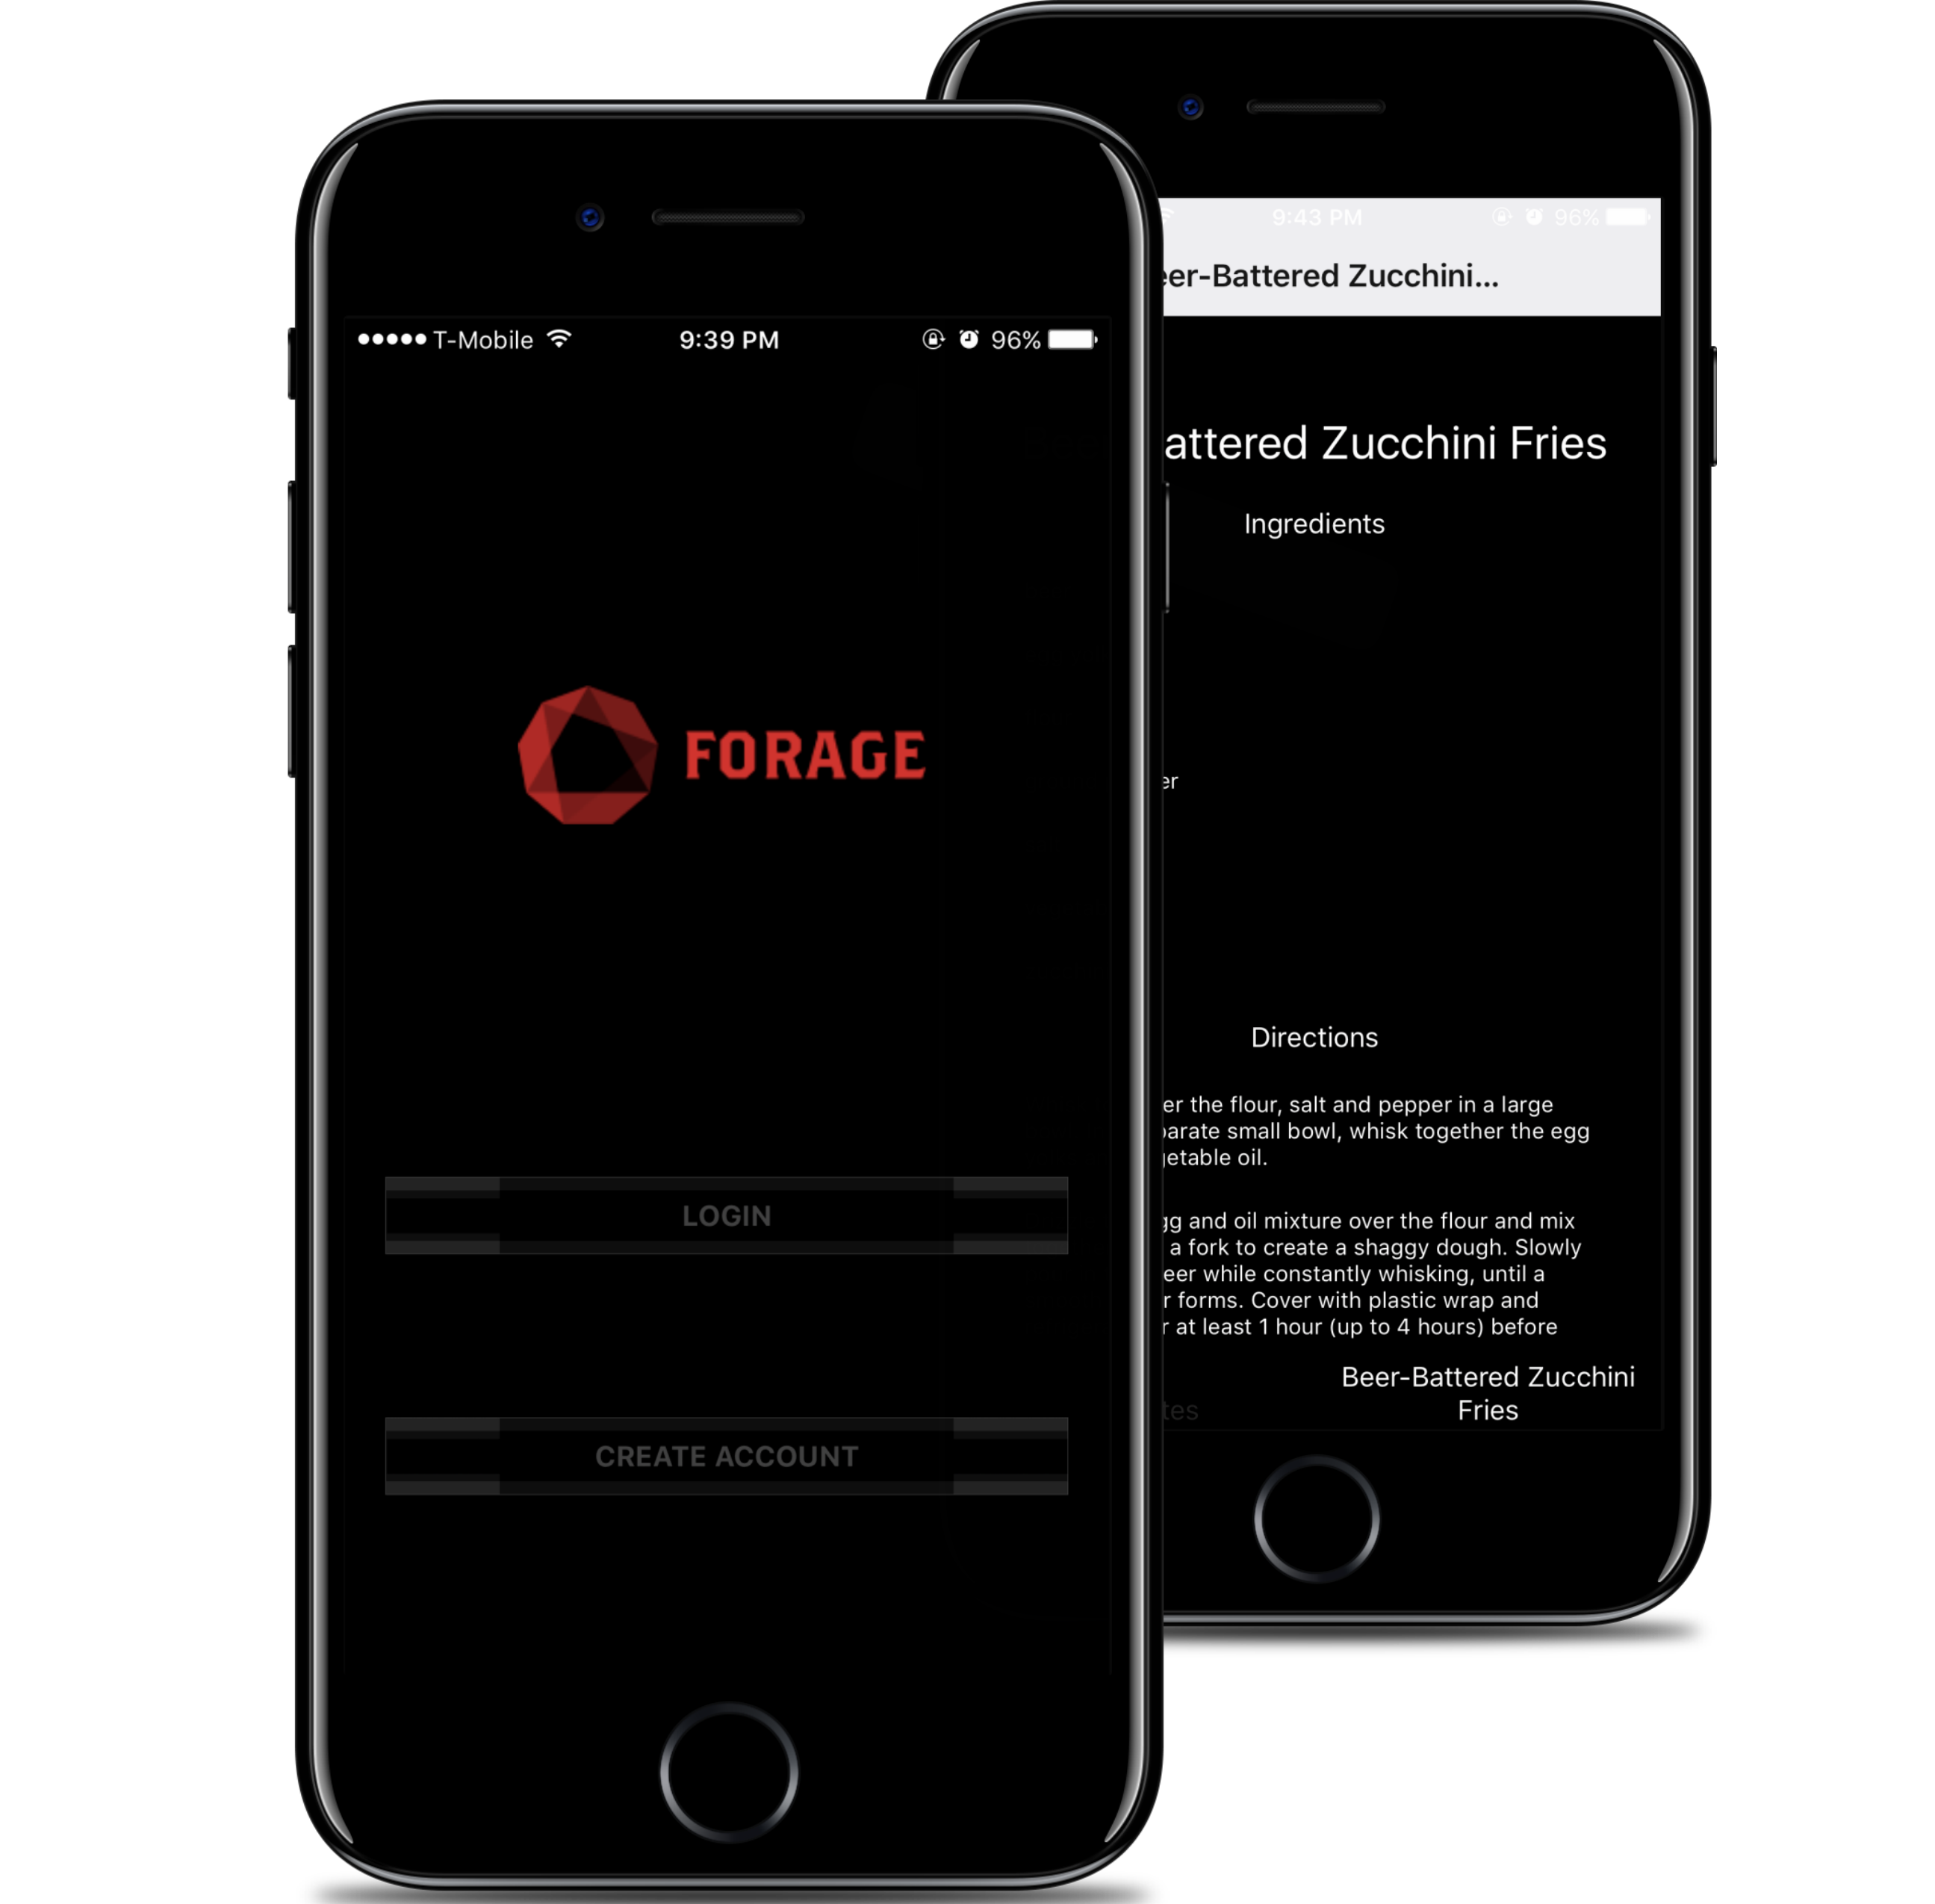 T-Mobile
9:39 PM
96%
FORAGE
LOGIN
CREATE ACCOUNT
9:43 PM
96%
er-Battered Zucchini...
attered Zucchini Fries
Ingredients
er
Directions
er the flour, salt and pepper in a large
parate small bowl, whisk together the egg
getable oil.
gg and oil mixture over the flour and mix
a fork to create a shaggy dough. Slowly
eer while constantly whisking, until a
r forms. Cover with plastic wrap and
r at least 1 hour (up to 4 hours) before
Beer-Battered Zucchini
Fries
tes